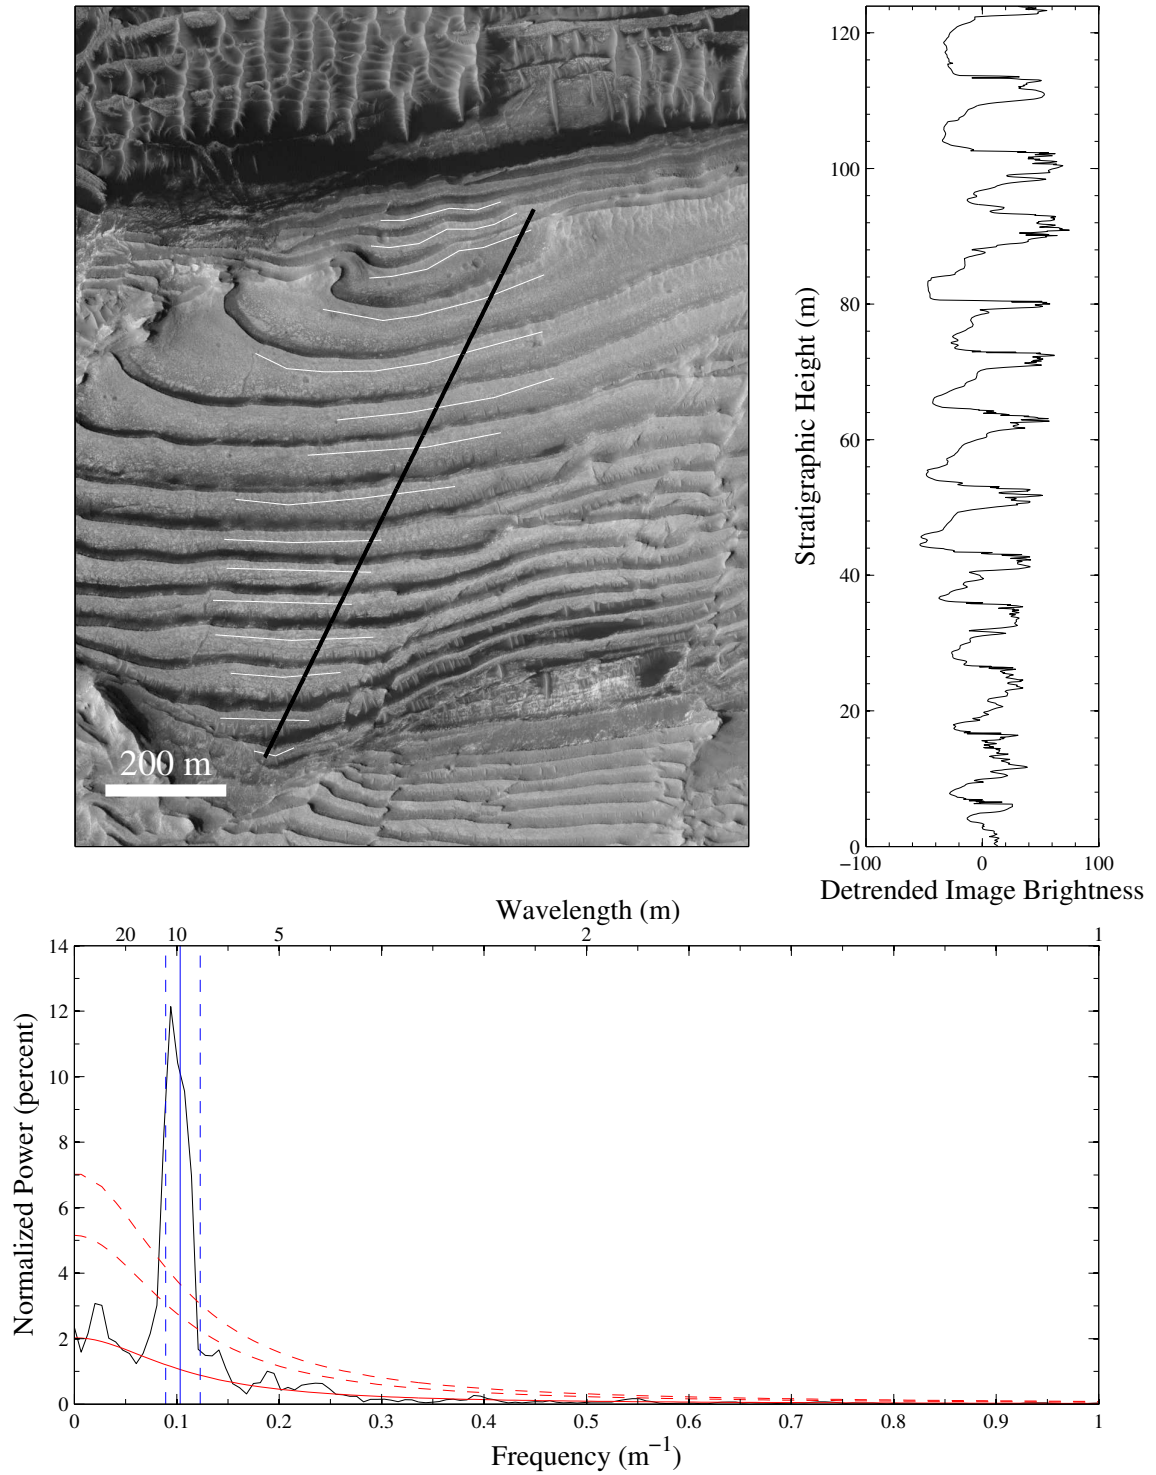 200 m
120
100
80
60
40
20
0
Stratigraphic Height (m)
−100 0 100
Detrended Image Brightness
Wavelength (m)
20 10 5 2 1
14
12
10
8
6
4
2
0
Normalized Power (percent)
0 0.1 0.2 0.3 0.4 0.5 0.6 0.7 0.8 0.9 1
Frequency (m⁻¹)